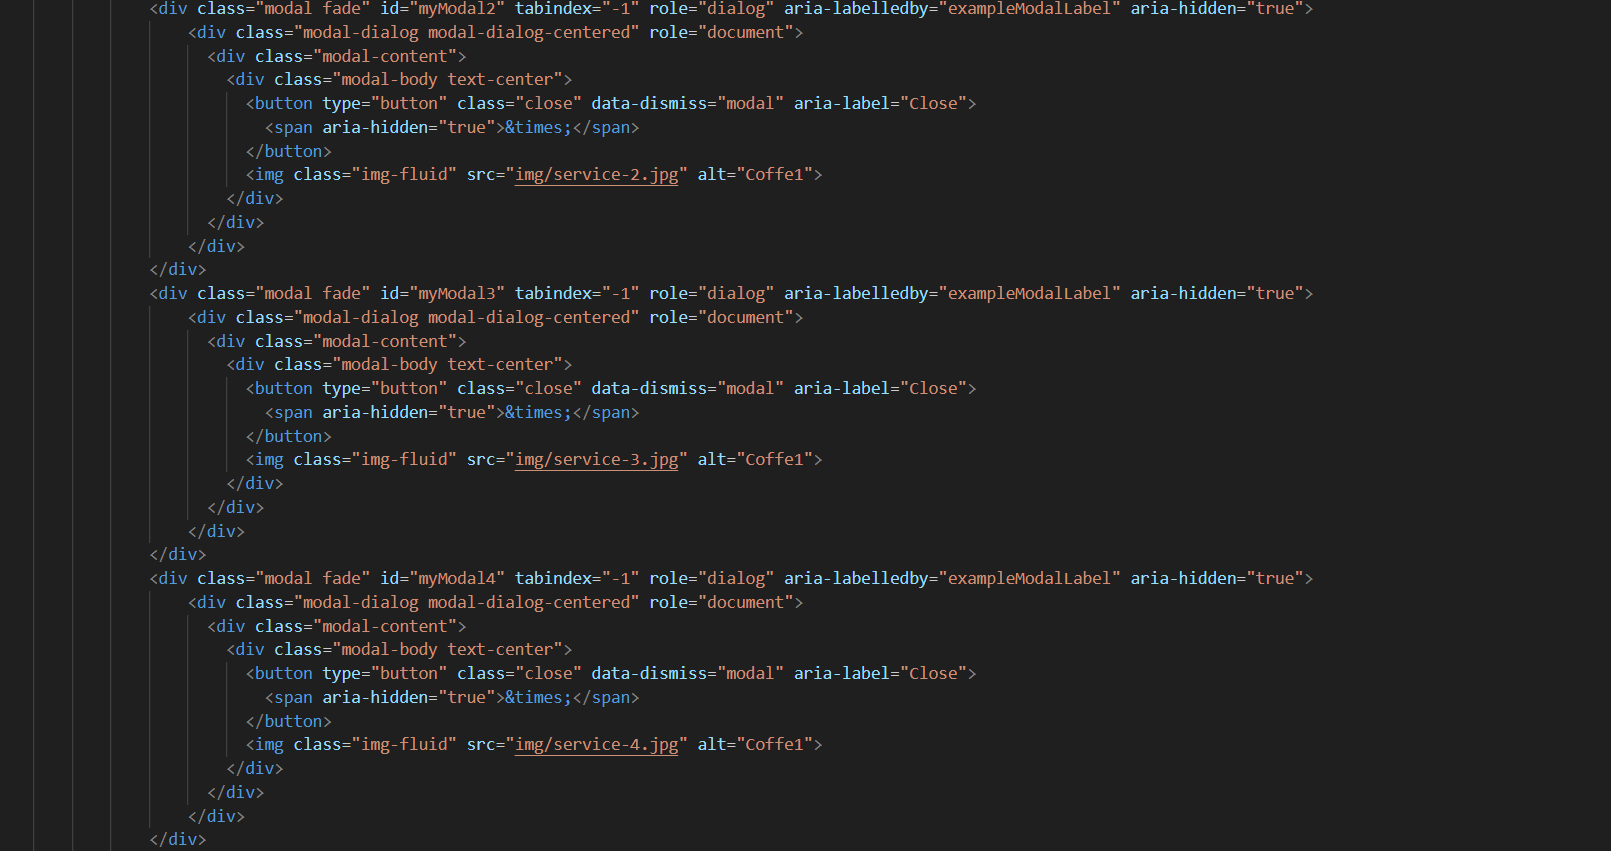 <div class="modal fade" id="myModal2" tabindex="-1" role="dialog" aria-labelledby="exampleModalLabel" aria-hidden="true">
<div class="modal-dialog modal-dialog-centered" role="document">
<div class="modal-content">
<div class="modal-body text-center">
<button type="button" class="close" data-dismiss="modal" aria-label="Close">
<span aria-hidden="true">&times;</span>
</button>
<img class="img-fluid" src="img/service-2.jpg" alt="Coffe1">
</div>
</div>
</div>
</div>
<div class="modal fade" id="myModal3" tabindex="-1" role="dialog" aria-labelledby="exampleModalLabel" aria-hidden="true">
<div class="modal-dialog modal-dialog-centered" role="document">
<div class="modal-content">
<div class="modal-body text-center">
<button type="button" class="close" data-dismiss="modal" aria-label="Close">
<span aria-hidden="true">&times;</span>
</button>
<img class="img-fluid" src="img/service-3.jpg" alt="Coffe1">
</div>
</div>
</div>
</div>
<div class="modal fade" id="myModal4" tabindex="-1" role="dialog" aria-labelledby="exampleModalLabel" aria-hidden="true">
<div class="modal-dialog modal-dialog-centered" role="document">
<div class="modal-content">
<div class="modal-body text-center">
<button type="button" class="close" data-dismiss="modal" aria-label="Close">
<span aria-hidden="true">&times;</span>
</button>
<img class="img-fluid" src="img/service-4.jpg" alt="Coffe1">
</div>
</div>
</div>
</div>